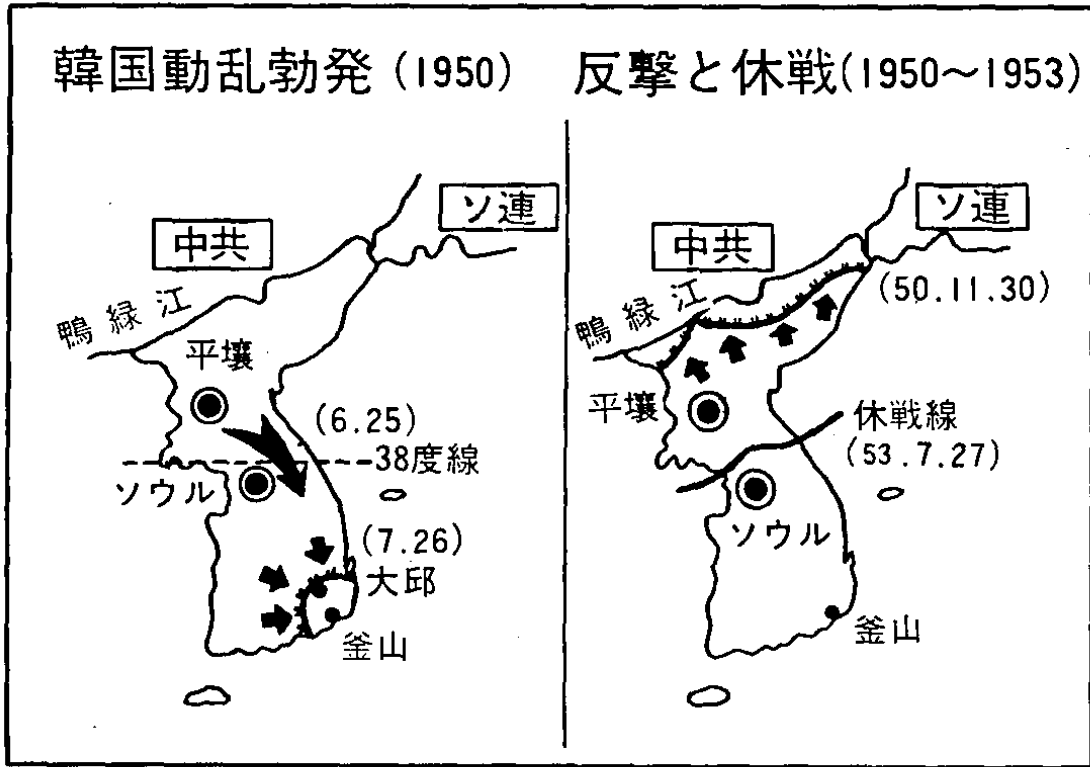 韓国動乱勃発(1950)
ソ連
中共
鴨緑江
平壌
(6.25)
38度線
ソウル
(7.26)
大邱
釜山
反撃と休戦(1950～1953)
ソ連
中共
鴨緑江
(50.11.30)
平壌
休戦線
(53.7.27)
ソウル
釜山